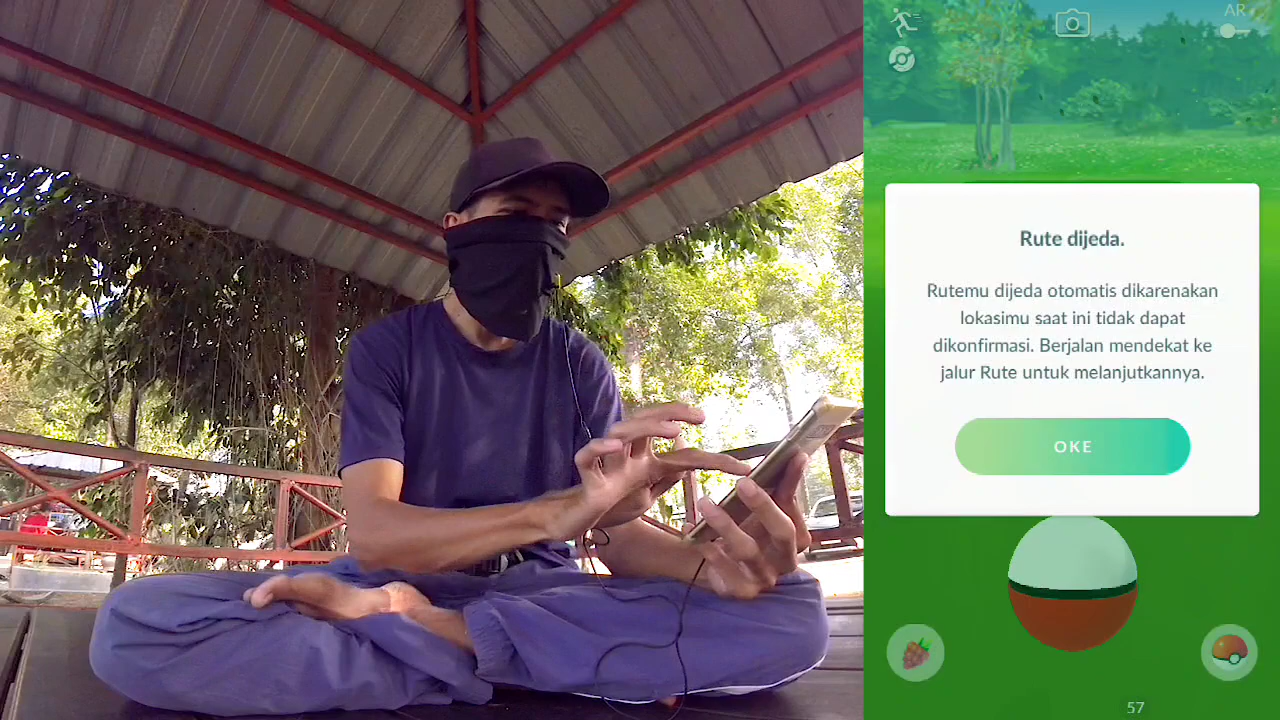 AR
Rute dijeda.
Rutemu dijeda otomatis dikarenakan
lokasimu saat ini tidak dapat
dikonfirmasi. Berjalan mendekat ke
jalur Rute untuk melanjutkannya.
OKE
57